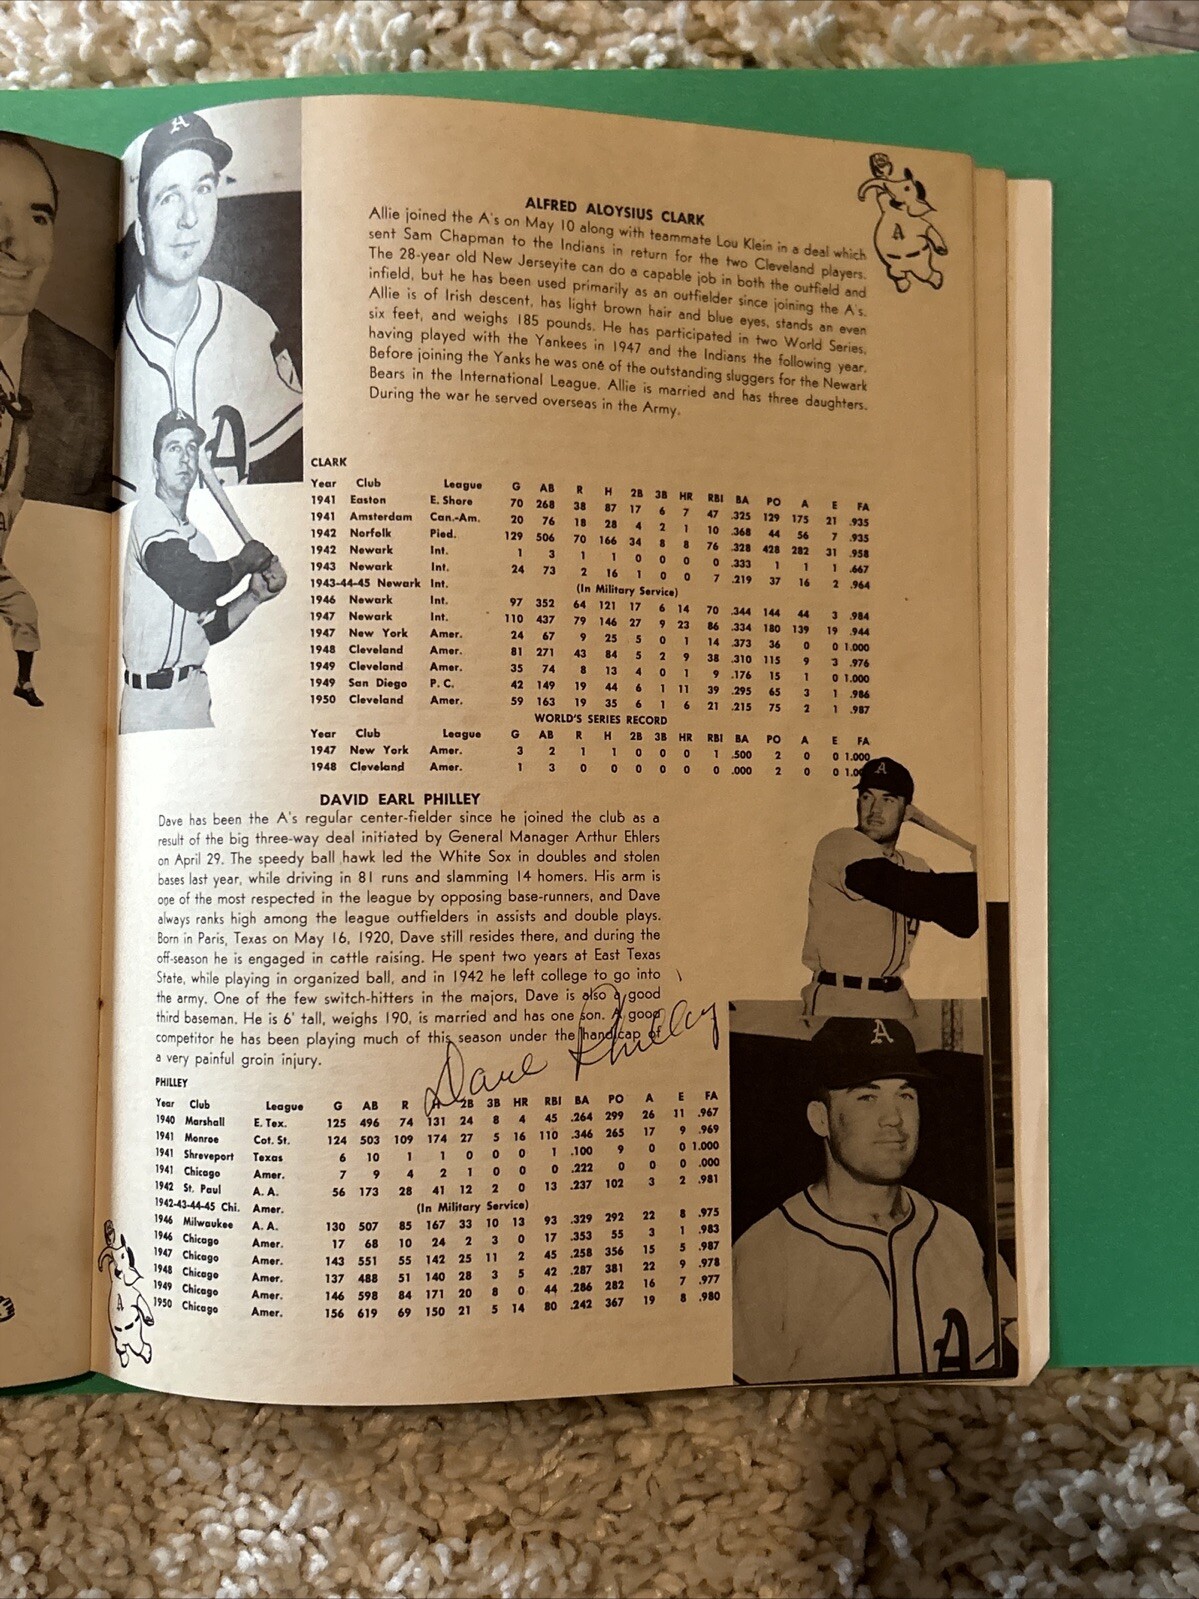 ALFRED ALOYSIUS CLARK
Allie joined the A's on May 10 along with teammate Lou Klein in a deal which
sent Sam Chapman to the Indians in return for the two Cleveland players.
The 28-year old New Jerseyite can do a capable job in both the outfield and
infield, but he has been used primarily as an outfielder since joining the A's.
Allie is of Irish descent, has light brown hair and blue eyes, stands an even
six feet, and weighs 185 pounds. He has participated in two World Series,
having played with the Yankees in 1947 and the Indians the following year.
Before joining the Yanks he was one of the outstanding sluggers for the Newark
Bears in the International League. Allie is married and has three daughters.
During the war he served overseas in the Army.
CLARK
Year Club League G AB R H 2B 3B HR RBI BA PO A E FA
1941 Easton E. Shore 70 268 38 87 17 6 7 47 .325 129 175 21 .935
1941 Amsterdam Can.-Am. 20 76 18 28 4 2 1 10 .368 44 56 7 .935
1942 Norfolk Pied. 129 506 70 166 34 8 8 76 .328 428 282 31 .958
1942 Newark Int. 1 3 1 1 0 0 0 0 .333 1 1 1 .667
1943 Newark Int. 24 73 2 16 1 0 0 7 .219 37 16 2 .964
1943-44-45 Newark Int. (In Military Service)
1946 Newark Int. 97 352 64 121 17 6 14 70 .344 144 44 3 .984
1947 Newark Int. 110 437 79 146 27 9 23 86 .334 180 139 19 .944
1947 New York Amer. 24 67 9 25 5 0 1 14 .373 36 0 0 1.000
1948 Cleveland Amer. 81 271 43 84 5 2 9 38 .310 115 9 3 .976
1949 Cleveland Amer. 35 74 8 13 4 0 1 9 .176 15 1 0 1.000
1949 San Diego P. C. 42 149 19 44 6 1 11 39 .295 65 3 1 .986
1950 Cleveland Amer. 59 163 19 35 6 1 6 21 .215 75 2 1 .987
WORLD'S SERIES RECORD
Year Club League G AB R H 2B 3B HR RBI BA PO A E FA
1947 New York Amer. 3 2 1 1 0 0 0 1 .500 2 0 0 1.000
1948 Cleveland Amer. 1 3 0 0 0 0 0 0 .000 2 0 0
DAVID EARL PHILLEY
Dave has been the A's regular center-fielder since he joined the club as a
result of the big three-way deal initiated by General Manager Arthur Ehlers
on April 29. The speedy ball hawk led the White Sox in doubles and stolen
bases last year, while driving in 81 runs and slamming 14 homers. His arm is
one of the most respected in the league by opposing base-runners, and Dave
always ranks high among the league outfielders in assists and double plays.
Born in Paris, Texas on May 16, 1920, Dave still resides there, and during the
off-season he is engaged in cattle raising. He spent two years at East Texas
State, while playing in organized ball, and in 1942 he left college to go into
the army. One of the few switch-hitters in the majors, Dave is also a good
third baseman. He is 6' tall, weighs 190, is married and has one son. A good
competitor he has been playing much of this season under the handicap of
a very painful groin injury.
Dave Philley
PHILLEY
Year Club League G AB R H 2B 3B HR RBI BA PO A E FA
1940 Marshall E. Tex. 125 496 74 131 24 8 4 45 .264 299 26 11 .967
1941 Monroe Cot. St. 124 503 109 174 27 5 16 110 .346 265 17 9 .969
1941 Shreveport Texas 6 10 1 1 0 0 0 1 .100 9 0 0 1.000
1941 Chicago Amer. 7 9 4 2 1 0 0 0 .222 0 0 0 .000
1942 St. Paul A. A. 56 173 28 41 12 2 0 13 .237 102 3 2 .981
1942-43-44-45 Chi. Amer. (In Military Service)
1946 Milwaukee A. A. 130 507 85 167 33 10 13 93 .329 292 22 8 .975
1946 Chicago Amer. 17 68 10 24 2 3 0 17 .353 55 3 1 .983
1947 Chicago Amer. 143 551 55 142 25 11 2 45 .258 356 15 5 .987
1948 Chicago Amer. 137 488 51 140 28 3 5 42 .287 381 22 9 .978
1949 Chicago Amer. 146 598 84 171 20 8 0 44 .286 282 16 7 .977
1950 Chicago Amer. 156 619 69 150 21 5 14 80 .242 367 19 8 .980